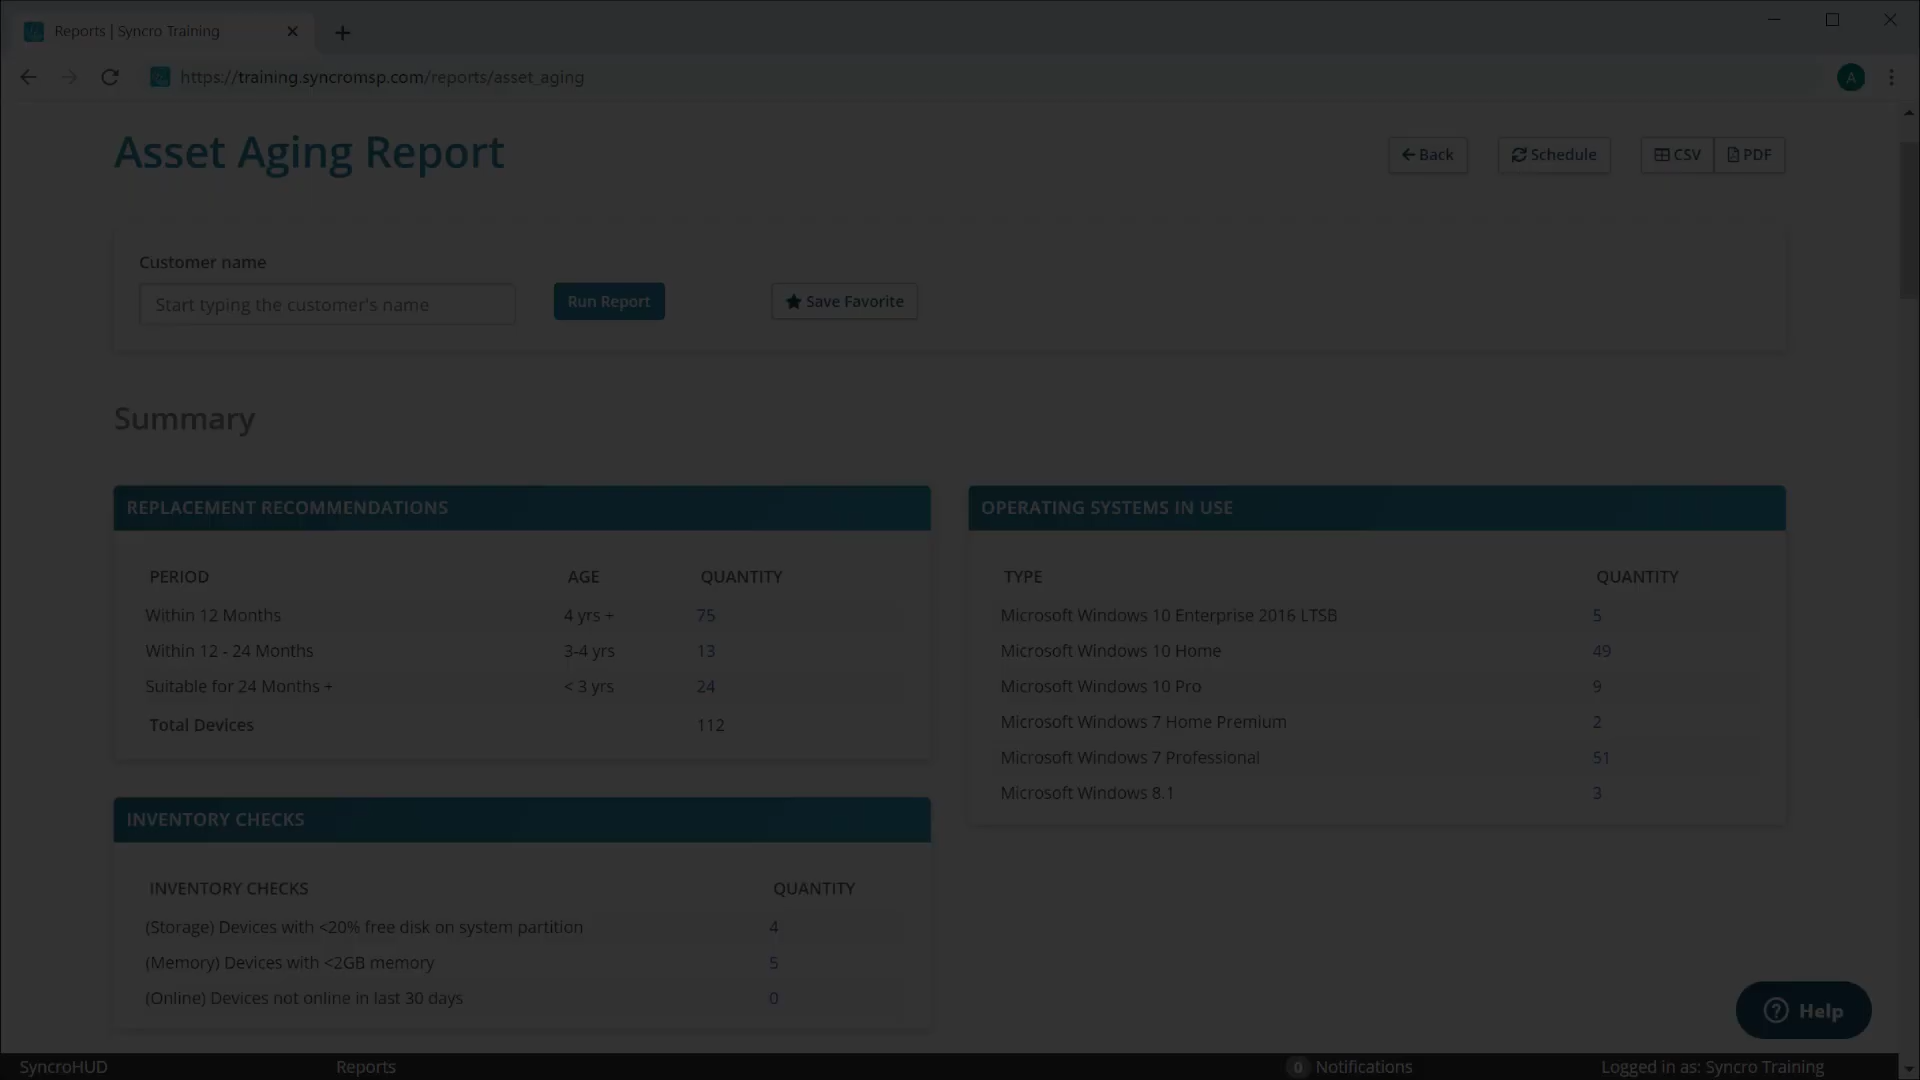 Reports | Syncro Training
https://training.syncromsp.com/reports/asset_aging
A
Asset Aging Report
Back
Schedule
CSV
PDF
Customer name
Start typing the customer's name
Run Report
Save Favorite
Summary
REPLACEMENT RECOMMENDATIONS
PERIOD AGE QUANTITY
Within 12 Months 4 yrs + 75
Within 12 - 24 Months 3-4 yrs 13
Suitable for 24 Months + < 3 yrs 24
Total Devices 112
OPERATING SYSTEMS IN USE
TYPE QUANTITY
Microsoft Windows 10 Enterprise 2016 LTSB 5
Microsoft Windows 10 Home 49
Microsoft Windows 10 Pro 9
Microsoft Windows 7 Home Premium 2
Microsoft Windows 7 Professional 51
Microsoft Windows 8.1 3
INVENTORY CHECKS
INVENTORY CHECKS QUANTITY
(Storage) Devices with <20% free disk on system partition 4
(Memory) Devices with <2GB memory 5
(Online) Devices not online in last 30 days 0
Help
SyncroHUD Reports 0 Notifications Logged in as: Syncro Training